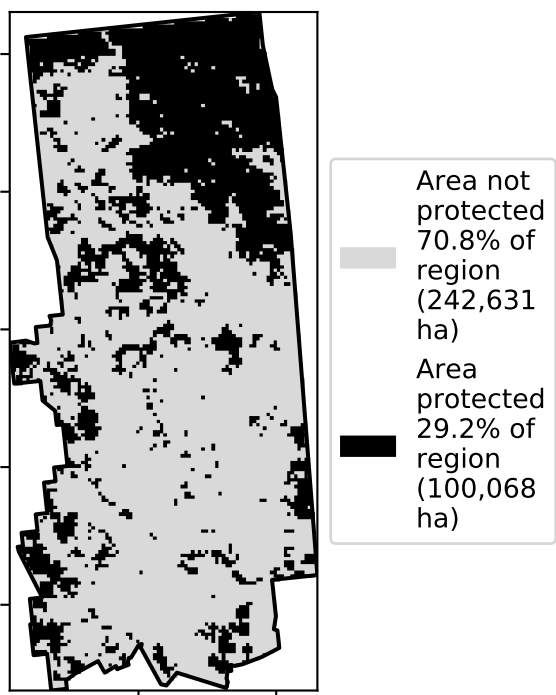 Area not
protected
70.8% of
region
(242,631
ha)
Area
protected
29.2% of
region
(100,068
ha)